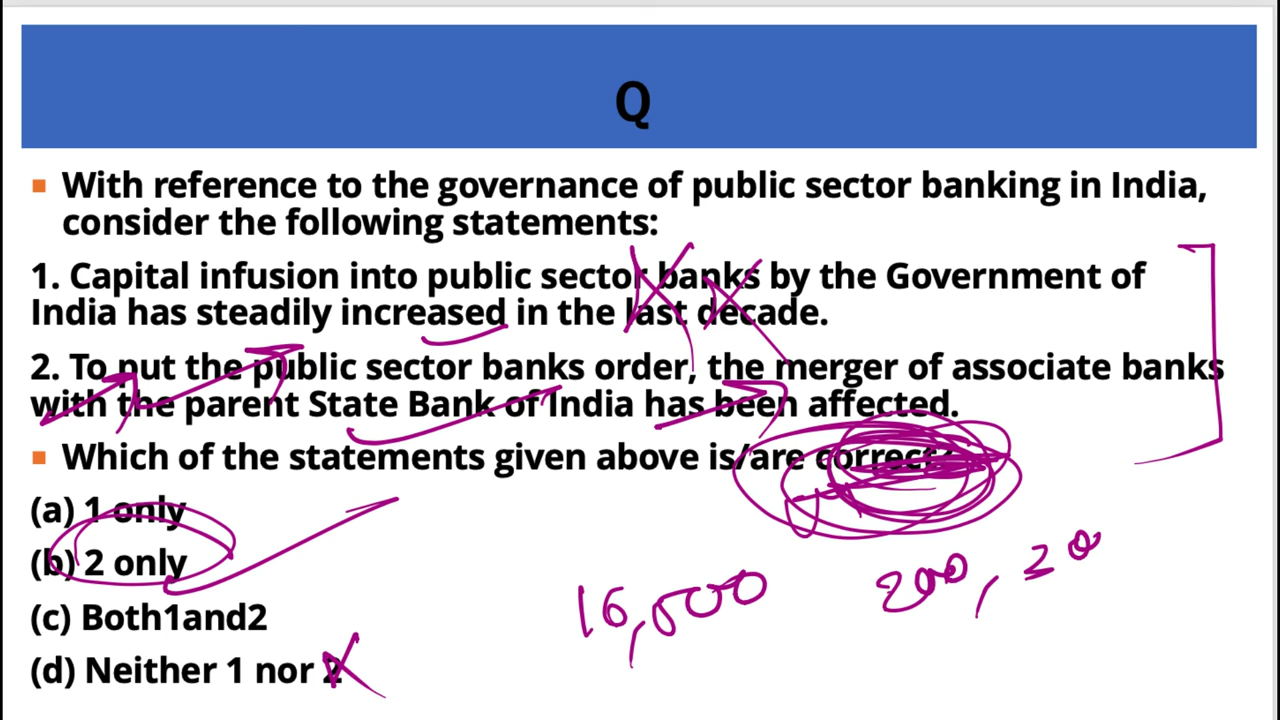 Q
With reference to the governance of public sector banking in India,
consider the following statements:
1. Capital infusion into public sector banks by the Government of
India has steadily increased in the last decade.
2. To put the public sector banks order, the merger of associate banks
with the parent State Bank of India has been affected.
Which of the statements given above is/are correct?
(a) 1 only
(b) 2 only
(c) Both1and2
(d) Neither 1 nor 2
16,500